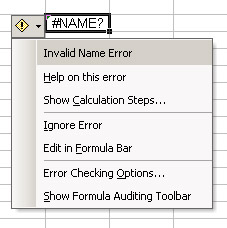 #NAME?
Invalid Name Error
Help on this error
Show Calculation Steps...
Ignore Error
Edit in Formula Bar
Error Checking Options...
Show Formula Auditing Toolbar